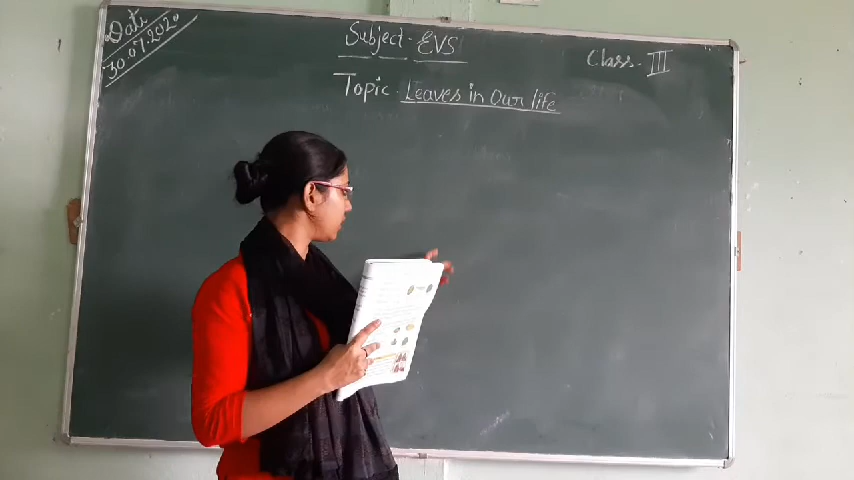 Date
30.07.2020
Subject - EVS
Class - III
Topic - Leaves in Our life